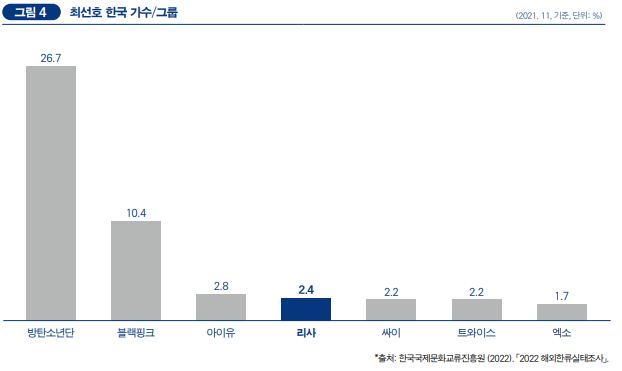 그림 4 최선호 한국 가수/그룹 (2021. 11. 기준, 단위: %)
26.7
10.4
2.8
2.4
2.2
2.2
1.7
방탄소년단 블랙핑크 아이유 리사 싸이 트와이스 엑소
*출처: 한국국제문화교류진흥원 (2022). 『2022 해외한류실태조사』.